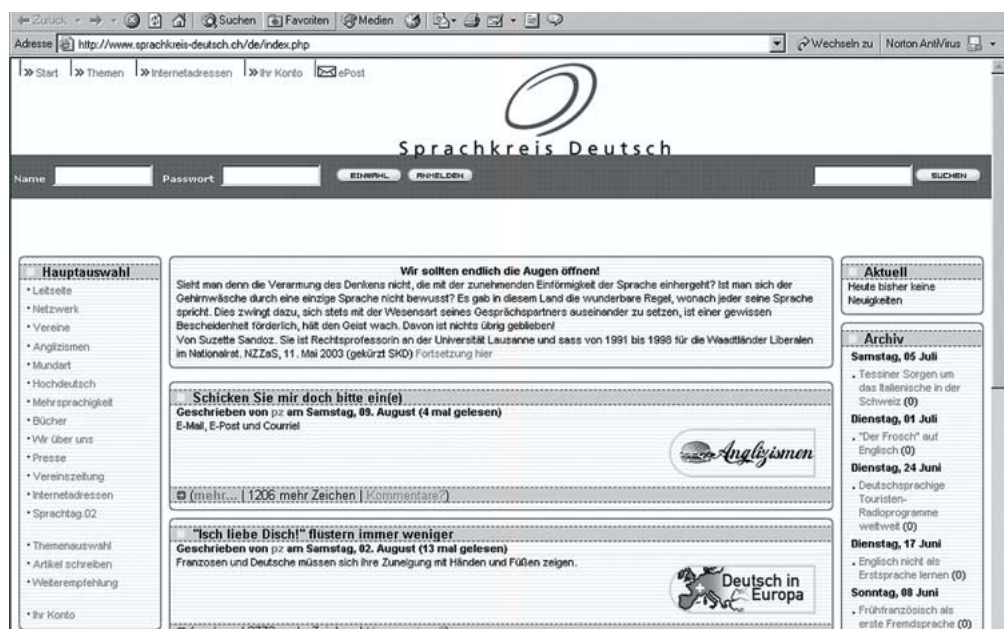 Zurück Suchen Favoriten Medien
Adresse http://www.sprachkreis-deutsch.ch/de/index.php Wechseln zu Norton AntiVirus
» Start » Themen » Internetadressen » Ihr Konto ePost
Sprachkreis Deutsch
Name Passwort EINWAHL ANMELDEN SUCHEN
Hauptauswahl
• Leitseite
• Netzwerk
• Vereine
• Anglizismen
• Mundart
• Hochdeutsch
• Mehrsprachigkeit
• Bücher
• Wir über uns
• Presse
• Vereinszeitung
• Internetadressen
• Sprachtag.02
• Themenauswahl
• Artikel schreiben
• Weiterempfehlung
• Ihr Konto
Wir sollten endlich die Augen öffnen!
Sieht man denn die Verarmung des Denkens nicht, die mit der zunehmenden Einförmigkeit der Sprache einhergeht? Ist man sich der
Gehirnwäsche durch eine einzige Sprache nicht bewusst? Es gab in diesem Land die wunderbare Regel, wonach jeder seine Sprache
spricht. Dies zwingt dazu, sich stets mit der Wesensart seines Gesprächspartners auseinander zu setzen, ist einer gewissen
Bescheidenheit förderlich, hält den Geist wach. Davon ist nichts übrig geblieben!
Von Suzette Sandoz. Sie ist Rechtsprofessorin an der Universität Lausanne und sass von 1991 bis 1998 für die Waadtländer Liberalen
im Nationalrat. NZZaS, 11. Mai 2003 (gekürzt SKD) Fortsetzung hier
Schicken Sie mir doch bitte ein(e)
Geschrieben von pz am Samstag, 09. August (4 mal gelesen)
E-Mail, E-Post und Courriel
Anglizismen
(mehr... | 1206 mehr Zeichen | Kommentare?)
"Isch liebe Disch!" flüstern immer weniger
Geschrieben von pz am Samstag, 02. August (13 mal gelesen)
Franzosen und Deutsche müssen sich ihre Zuneigung mit Händen und Füßen zeigen.
Deutsch in
Europa
Aktuell
Heute bisher keine
Neuigkeiten
Archiv
Samstag, 05 Juli
. Tessiner Sorgen um
das Italienische in der
Schweiz (0)
Dienstag, 01 Juli
. "Der Frosch" auf
Englisch (0)
Dienstag, 24 Juni
. Deutschsprachige
Touristen-
Radioprogramme
weltweit (0)
Dienstag, 17 Juni
. Englisch nicht als
Erstsprache lernen (0)
Sonntag, 08 Juni
. Frühfranzösisch als
erste Fremdsprache (0)